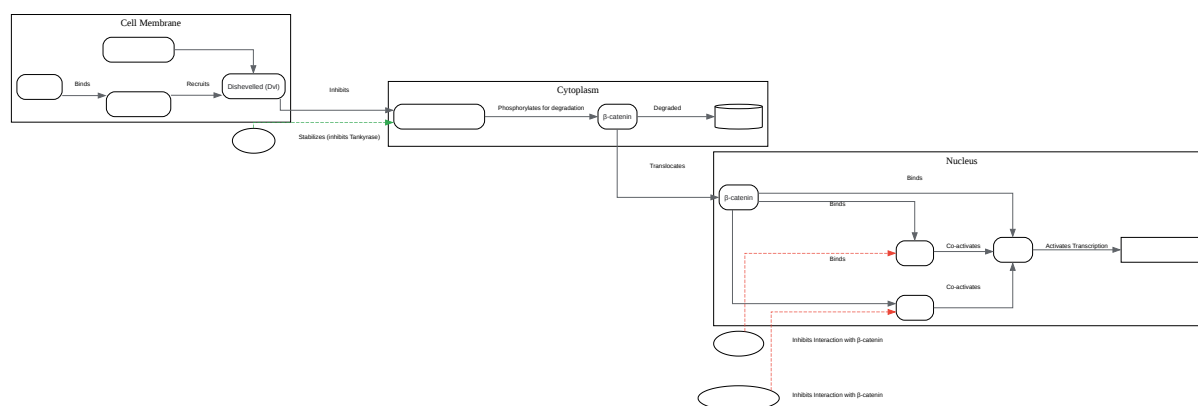 Cell Membrane
Binds
Recruits
Dishevelled (Dvl)
Inhibits
Stabilizes (inhibits Tankyrase)
Cytoplasm
Phosphorylates for degradation
β-catenin
Degraded
Translocates
Nucleus
β-catenin
Binds
Binds
Binds
Co-activates
Activates Transcription
Co-activates
Inhibits Interaction with β-catenin
Inhibits Interaction with β-catenin